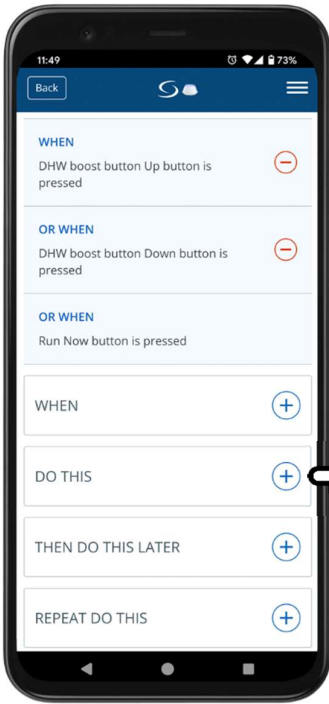 11:49
73%
Back
WHEN
DHW boost button Up button is
pressed
OR WHEN
DHW boost button Down button is
pressed
OR WHEN
Run Now button is pressed
WHEN
DO THIS
THEN DO THIS LATER
REPEAT DO THIS